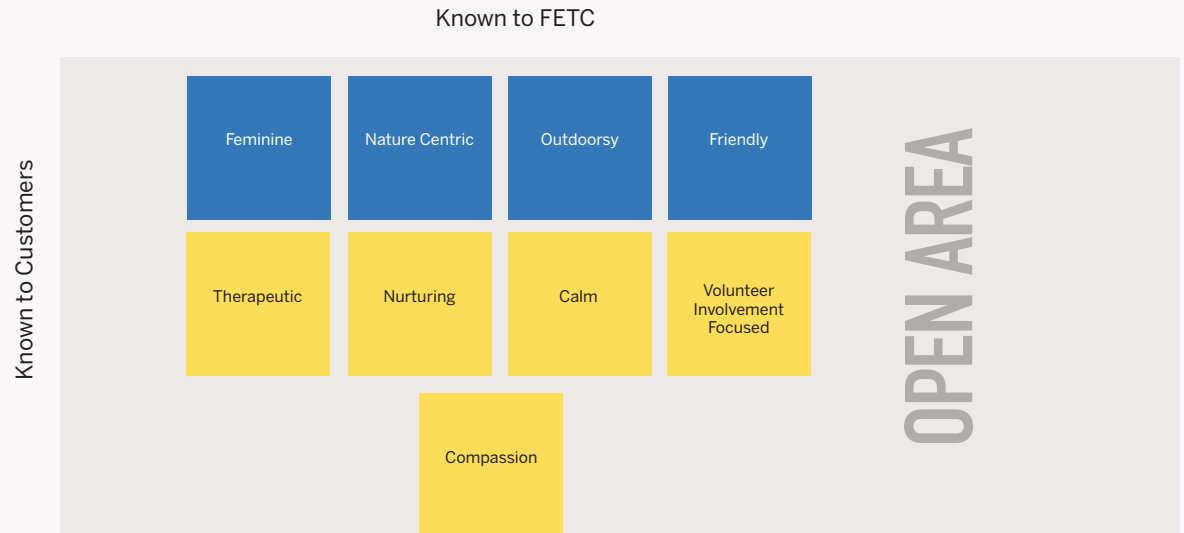 Known to FETC
Known to Customers
Feminine
Nature Centric
Outdoorsy
Friendly
Therapeutic
Nurturing
Calm
Volunteer
Involvement
Focused
Compassion
OPEN AREA